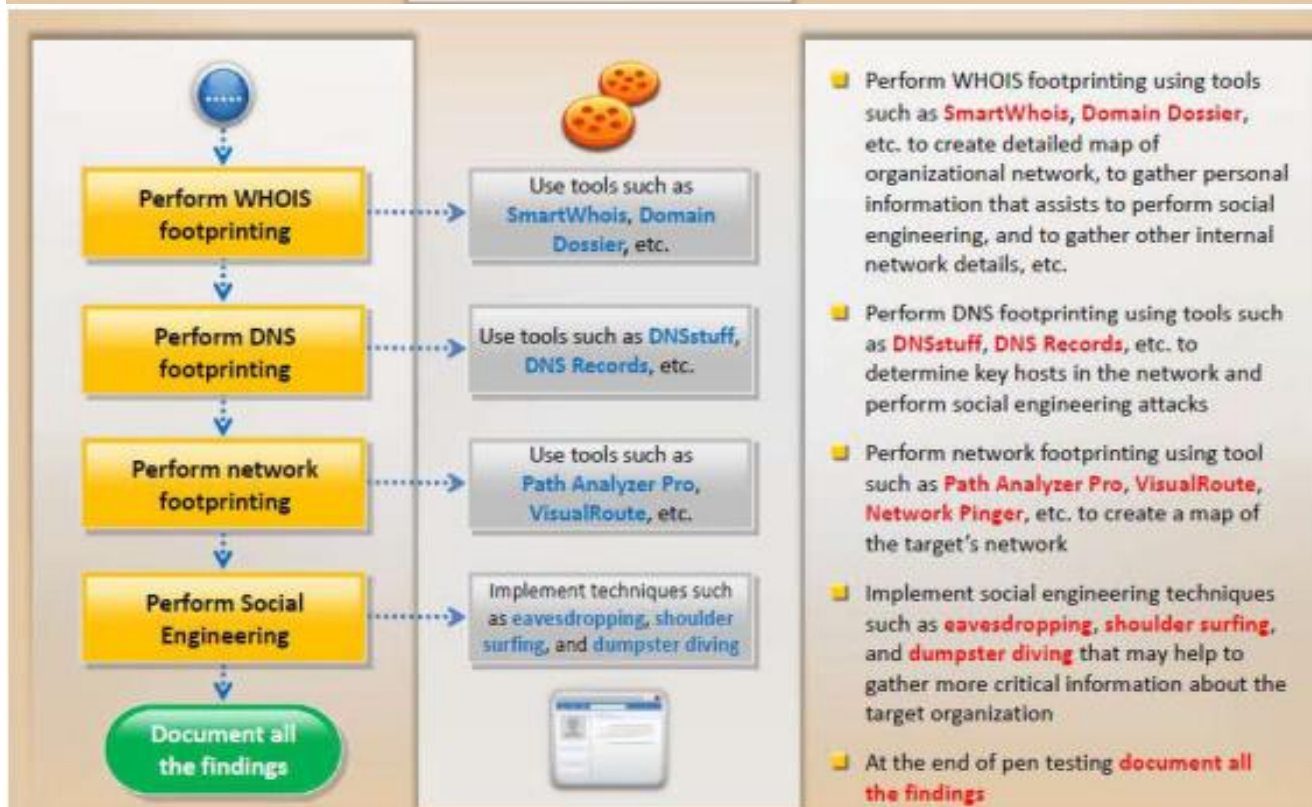 Perform WHOIS
footprinting
Use tools such as
SmartWhois, Domain
Dossier, etc.
Perform DNS
footprinting
Use tools such as DNSstuff,
DNS Records, etc.
Perform network
footprinting
Use tools such as
Path Analyzer Pro,
VisualRoute, etc.
Perform Social
Engineering
Implement techniques such
as eavesdropping, shoulder
surfing, and dumpster diving
Document all
the findings
Perform WHOIS footprinting using tools
such as SmartWhois, Domain Dossier,
etc. to create detailed map of
organizational network, to gather personal
information that assists to perform social
engineering, and to gather other internal
network details, etc.
Perform DNS footprinting using tools such
as DNSstuff, DNS Records, etc. to
determine key hosts in the network and
perform social engineering attacks
Perform network footprinting using tool
such as Path Analyzer Pro, VisualRoute,
Network Pinger, etc. to create a map of
the target's network
Implement social engineering techniques
such as eavesdropping, shoulder surfing,
and dumpster diving that may help to
gather more critical information about the
target organization
At the end of pen testing document all
the findings